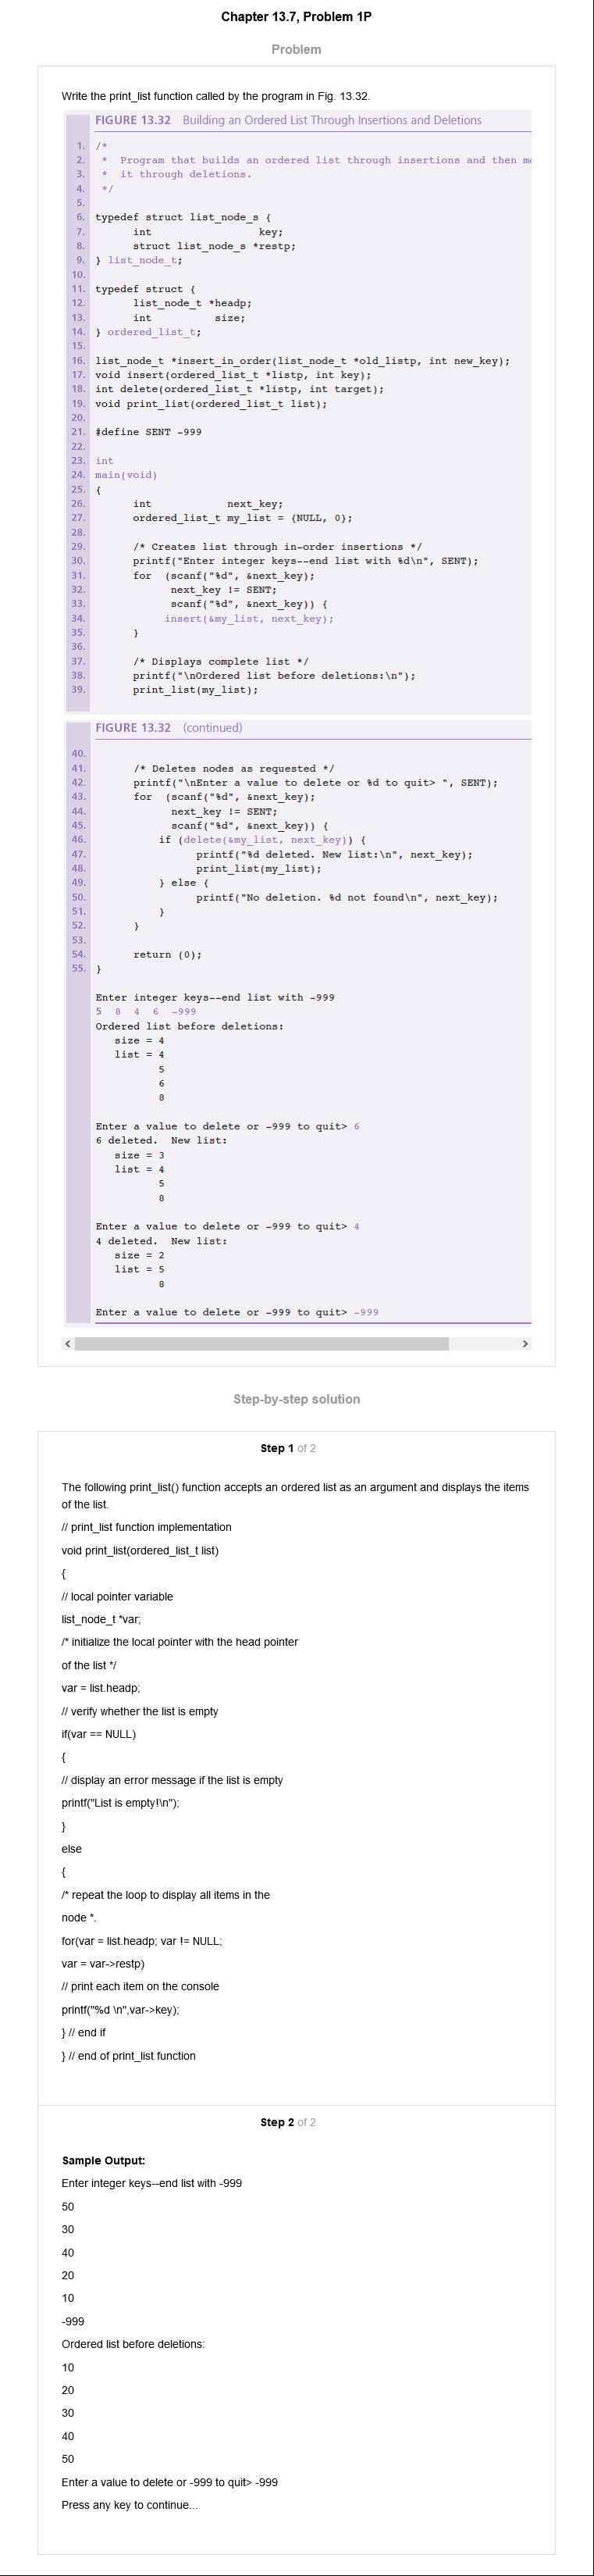 Chapter 13.7, Problem 1P
Problem
Write the print_list function called by the program in Fig. 13.32.
FIGURE 13.32 Building an Ordered List Through Insertions and Deletions
1. /*
2.  *  Program that builds an ordered list through insertions and then mo
3.  *  it through deletions.
4.  */
5.
6. typedef struct list_node_s {
7.       int                 key;
8.       struct list_node_s *restp;
9. } list_node_t;
10.
11. typedef struct {
12.       list_node_t *headp;
13.       int          size;
14. } ordered_list_t;
15.
16. list_node_t *insert_in_order(list_node_t *old_listp, int new_key);
17. void insert(ordered_list_t *listp, int key);
18. int delete(ordered_list_t *listp, int target);
19. void print_list(ordered_list_t list);
20.
21. #define SENT -999
22.
23. int
24. main(void)
25. {
26.       int            next_key;
27.       ordered_list_t my_list = {NULL, 0};
28.
29.       /* Creates list through in-order insertions */
30.       printf("Enter integer keys--end list with %d\n", SENT);
31.       for  (scanf("%d", &next_key);
32.             next_key != SENT;
33.             scanf("%d", &next_key)) {
34.            insert(&my_list, next_key);
35.       }
36.
37.       /* Displays complete list */
38.       printf("\nOrdered list before deletions:\n");
39.       print_list(my_list);
FIGURE 13.32 (continued)
40.
41.       /* Deletes nodes as requested */
42.       printf("\nEnter a value to delete or %d to quit> ", SENT);
43.       for  (scanf("%d", &next_key);
44.             next_key != SENT;
45.             scanf("%d", &next_key)) {
46.           if (delete(&my_list, next_key)) {
47.                 printf("%d deleted. New list:\n", next_key);
48.                 print_list(my_list);
49.           } else {
50.                 printf("No deletion. %d not found\n", next_key);
51.           }
52.       }
53.
54.       return (0);
55. }
Enter integer keys--end list with -999
5  8  4  6  -999
Ordered list before deletions:
   size = 4
   list = 4
          5
          6
          8
Enter a value to delete or -999 to quit> 6
6 deleted.  New list:
   size = 3
   list = 4
          5
          8
Enter a value to delete or -999 to quit> 4
4 deleted.  New list:
   size = 2
   list = 5
          8
Enter a value to delete or -999 to quit> -999
Step-by-step solution
Step 1 of 2
The following print_list() function accepts an ordered list as an argument and displays the items
of the list.
// print_list function implementation
void print_list(ordered_list_t list)
{
// local pointer variable
list_node_t *var;
/* initialize the local pointer with the head pointer
of the list */
var = list.headp;
// verify whether the list is empty
if(var == NULL)
{
// display an error message if the list is empty
printf("List is empty!\n");
}
else
{
/* repeat the loop to display all items in the
node *.
for(var = list.headp; var != NULL;
var = var->restp)
// print each item on the console
printf("%d \n",var->key);
} // end if
} // end of print_list function
Step 2 of 2
Sample Output:
Enter integer keys--end list with -999
50
30
40
20
10
-999
Ordered list before deletions:
10
20
30
40
50
Enter a value to delete or -999 to quit> -999
Press any key to continue...